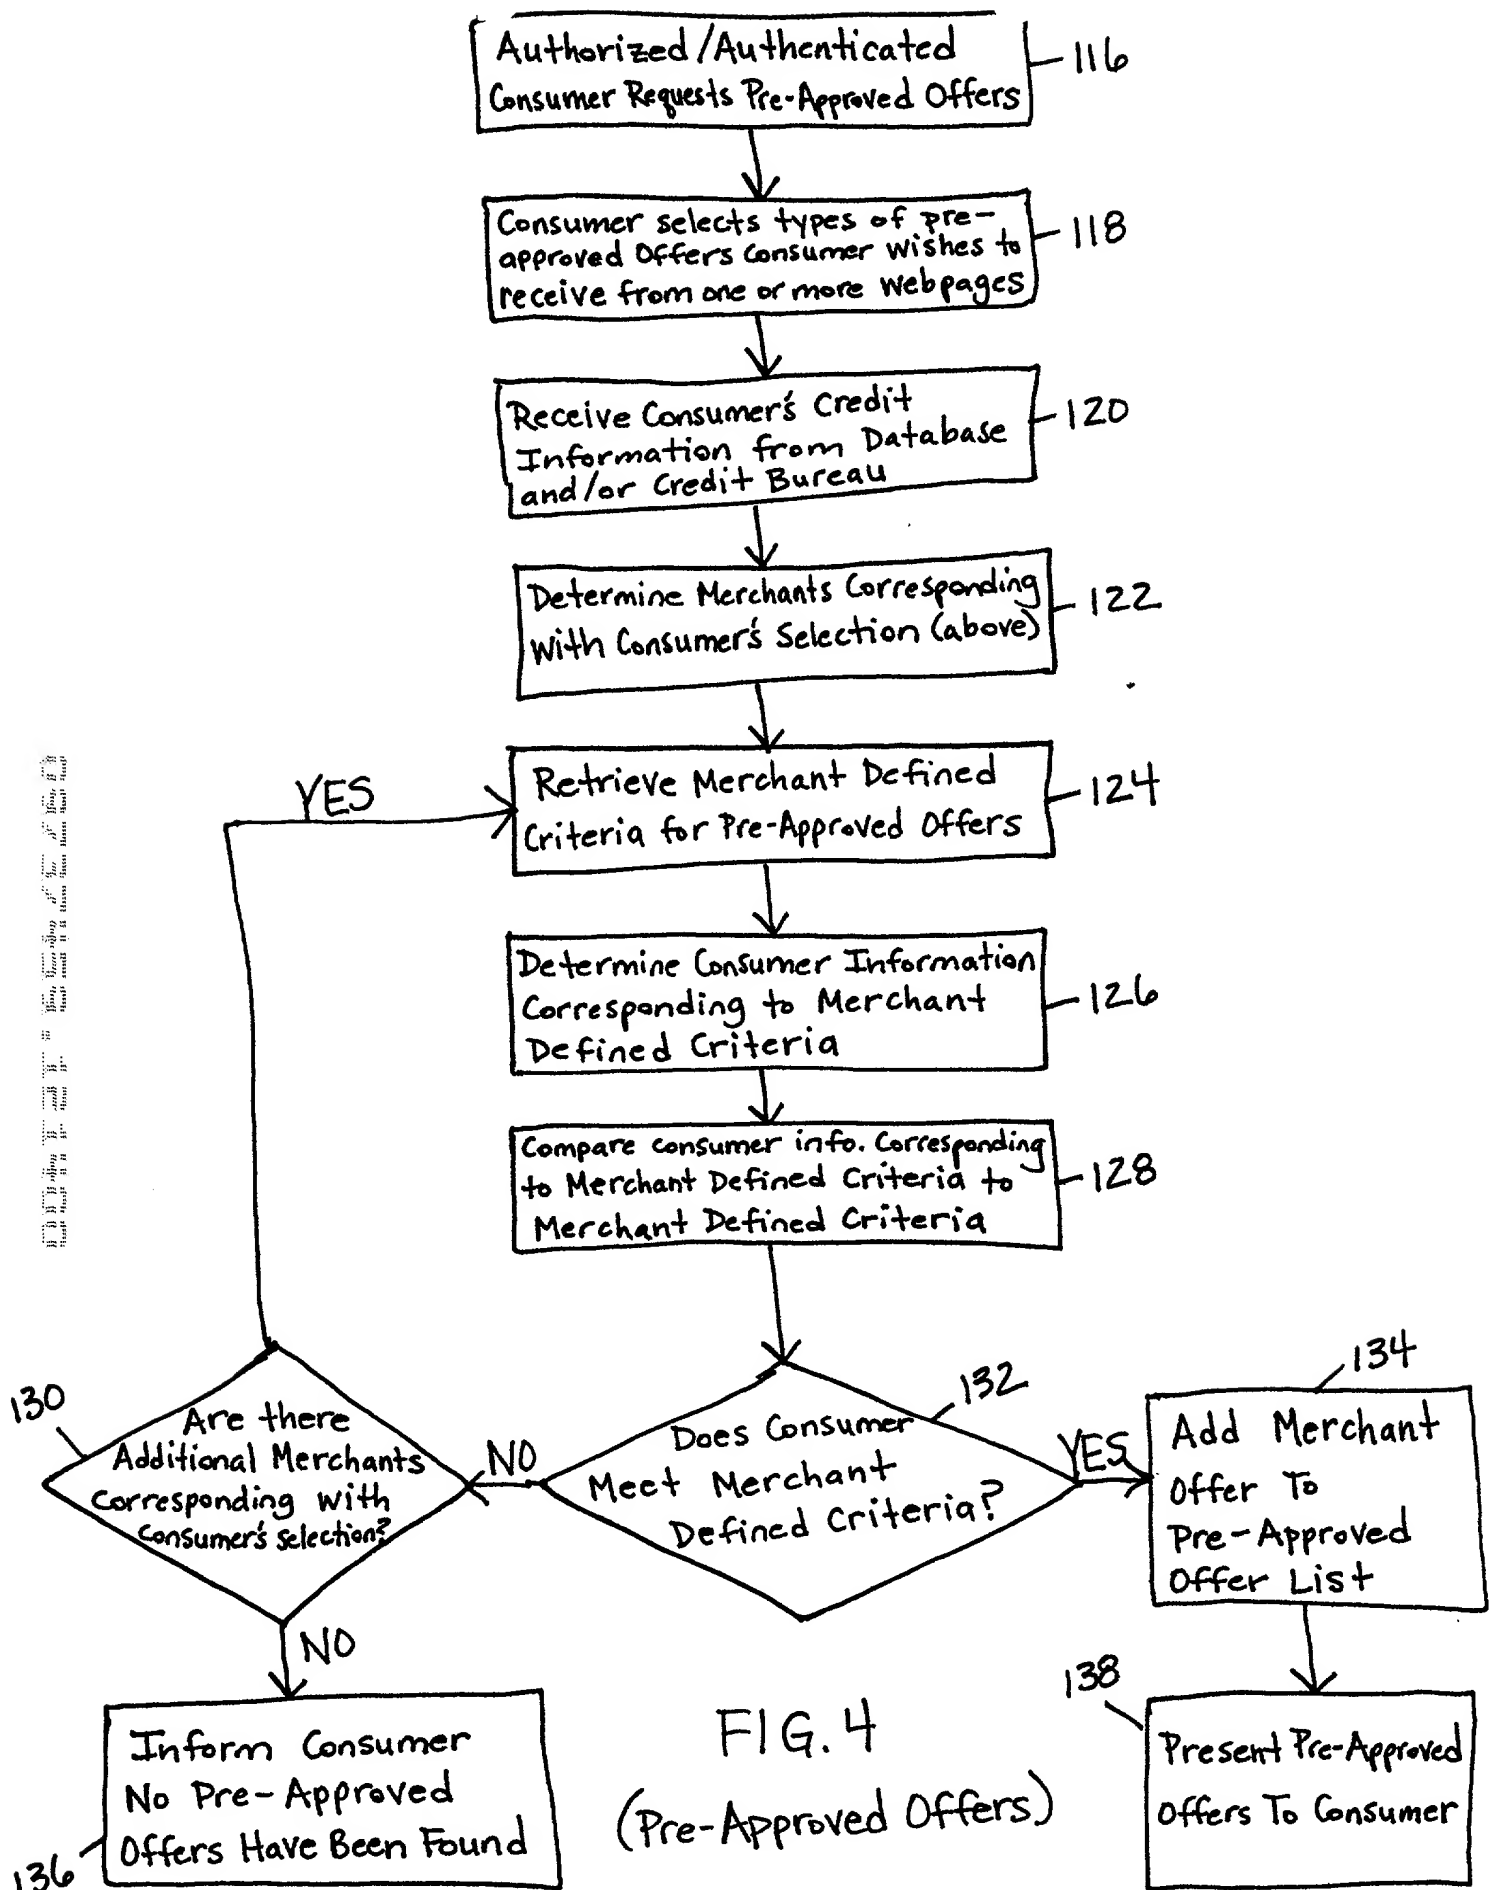 Authorized/Authenticated
Consumer Requests Pre-Approved Offers
116
Consumer selects types of pre-
approved Offers Consumer wishes to
receive from one or more webpages
118
Receive Consumer's Credit
Information from Database
and/or Credit Bureau
120
Determine Merchants Corresponding
with Consumer's Selection (above)
122
YES
Retrieve Merchant Defined
Criteria for Pre-Approved Offers
124
Determine Consumer Information
Corresponding to Merchant
Defined Criteria
126
Compare consumer info. Corresponding
to Merchant Defined Criteria to
Merchant Defined Criteria
128
130
Are there
Additional Merchants
Corresponding with
Consumer's selection?
NO
132
Does Consumer
Meet Merchant
Defined Criteria?
YES
134
Add Merchant
Offer To
Pre-Approved
Offer List
NO
136
Inform Consumer
No Pre-Approved
Offers Have Been Found
138
Present Pre-Approved
Offers To Consumer
FIG. 4
(Pre-Approved Offers)